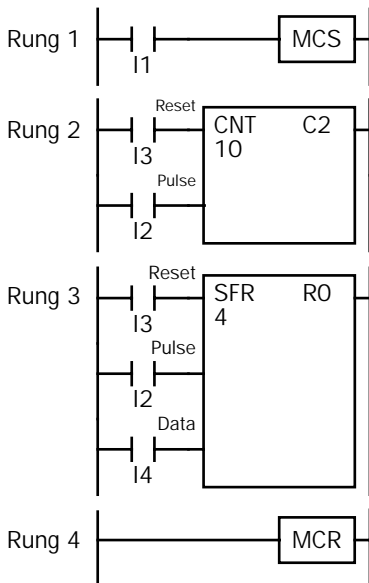 Rung 1
I1
MCS
Rung 2
Reset
I3
CNT C2
10
Pulse
I2
Rung 3
Reset
I3
SFR R0
4
Pulse
I2
Data
I4
Rung 4
MCR